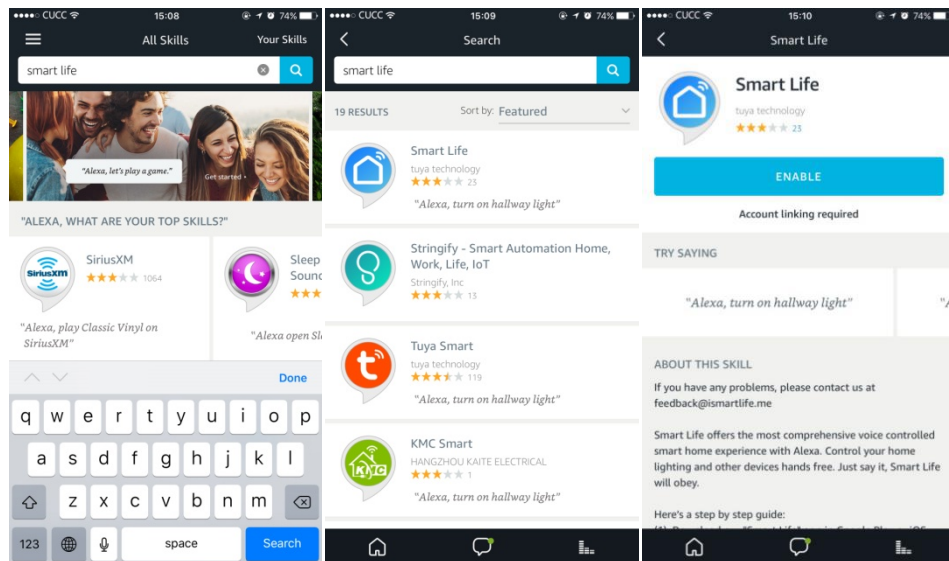 CUCC 15:08 74%
All Skills Your Skills
smart life
"Alexa, let's play a game."
Get started ›
"ALEXA, WHAT ARE YOUR TOP SKILLS?"
SiriusXM
SiriusXM
1064
"Alexa, play Classic Vinyl on
SiriusXM"
Sleep
Sounc
"Alexa open Sl
Done
q w e r t y u i o p
a s d f g h j k l
z x c v b n m
123 space Search
CUCC 15:09 74%
Search
smart life
19 RESULTS Sort by: Featured
Smart Life
tuya technology
23
"Alexa, turn on hallway light"
Stringify - Smart Automation Home,
Work, Life, IoT
Stringify, Inc
13
Tuya Smart
tuya technology
119
"Alexa, turn on hallway light"
KMC
KMC Smart
HANGZHOU KAITE ELECTRICAL
1
"Alexa, turn on hallway light"
CUCC 15:10 74%
Smart Life
Smart Life
tuya technology
23
ENABLE
Account linking required
TRY SAYING
"Alexa, turn on hallway light"
ABOUT THIS SKILL
If you have any problems, please contact us at
feedback@ismartlife.me
Smart Life offers the most comprehensive voice controlled
smart home experience with Alexa. Control your home
lighting and other devices hands free. Just say it, Smart Life
will obey.
Here's a step by step guide: